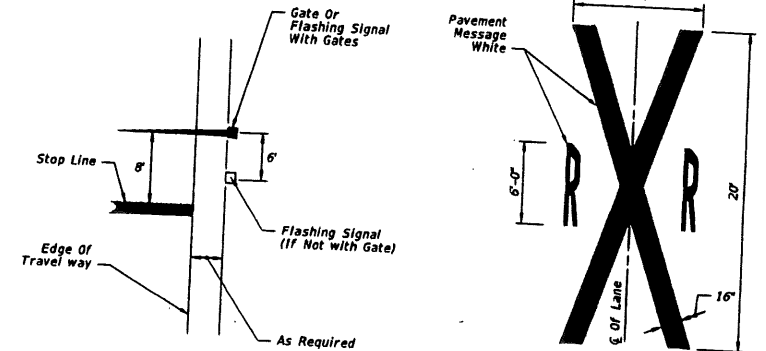 Gate Or
Flashing Signal
With Gates
Stop Line
8'
6'
Flashing Signal
(If Not with Gate)
Edge Of
Travel way
As Required
Pavement
Message
White
6'-0"
R
R
20'
16"
℄ Of Lane